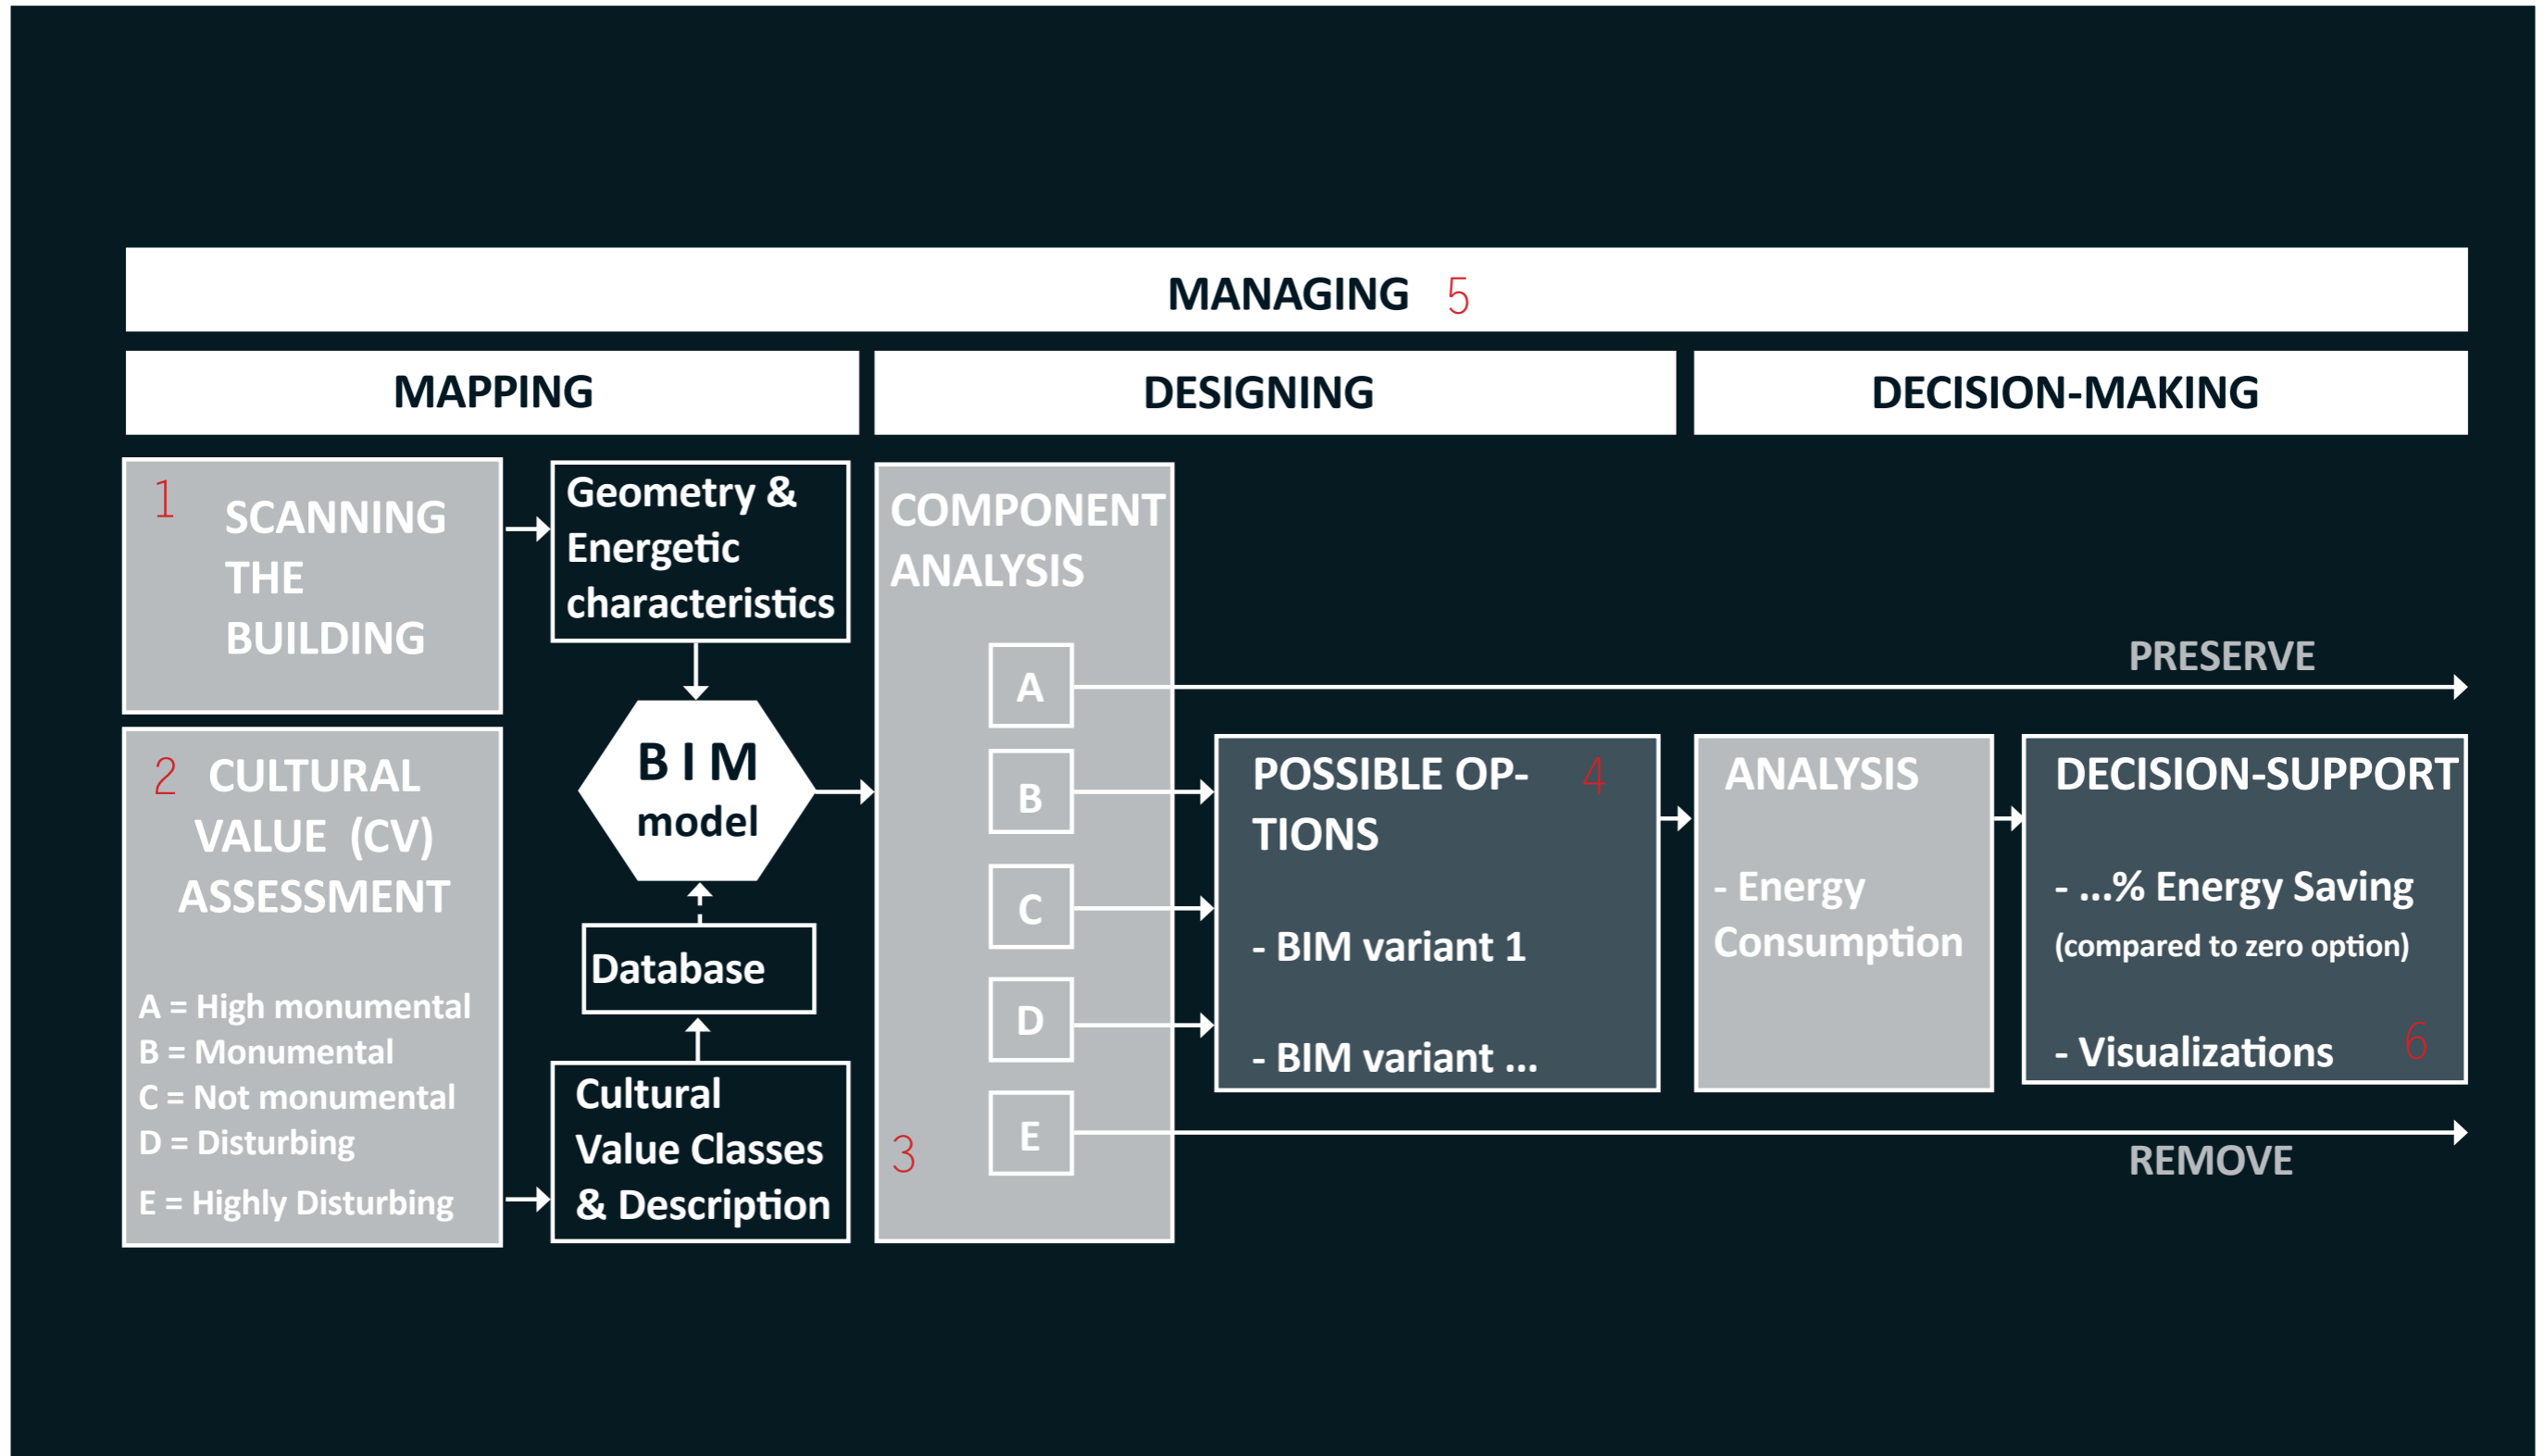 MANAGING 5
MAPPING
DESIGNING
DECISION-MAKING
1 SCANNING
THE
BUILDING
Geometry &
Energetic
characteristics
2 CULTURAL
VALUE (CV)
ASSESSMENT
A = High monumental
B = Monumental
C = Not monumental
D = Disturbing
E = Highly Disturbing
B I M
model
Database
Cultural
Value Classes
& Description
COMPONENT
ANALYSIS
A
B
C
D
E
3
PRESERVE
POSSIBLE OP- 4
TIONS
- BIM variant 1
- BIM variant ...
ANALYSIS
- Energy
Consumption
DECISION-SUPPORT
- ...% Energy Saving
(compared to zero option)
- Visualizations 6
REMOVE